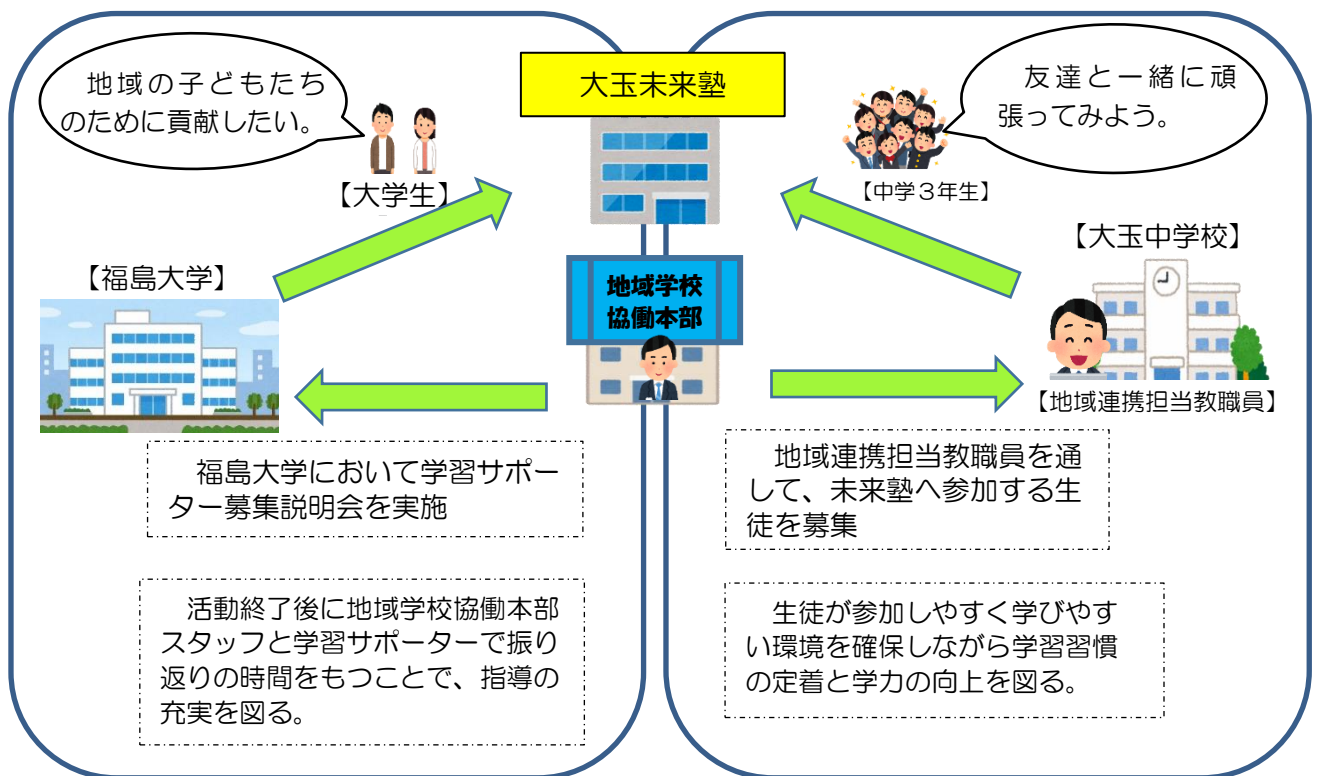 大玉未来塾
地域の子どもたち
のために貢献したい。
【大学生】
友達と一緒に頑
張ってみよう。
【中学３年生】
【福島大学】
【大玉中学校】
地域学校
協働本部
【地域連携担当教職員】
福島大学において学習サポー
ター募集説明会を実施
地域連携担当教職員を通
して、未来塾へ参加する生
徒を募集
活動終了後に地域学校協働本部
スタッフと学習サポーターで振り
返りの時間をもつことで、指導の
充実を図る。
生徒が参加しやすく学びやす
い環境を確保しながら学習習慣
の定着と学力の向上を図る。